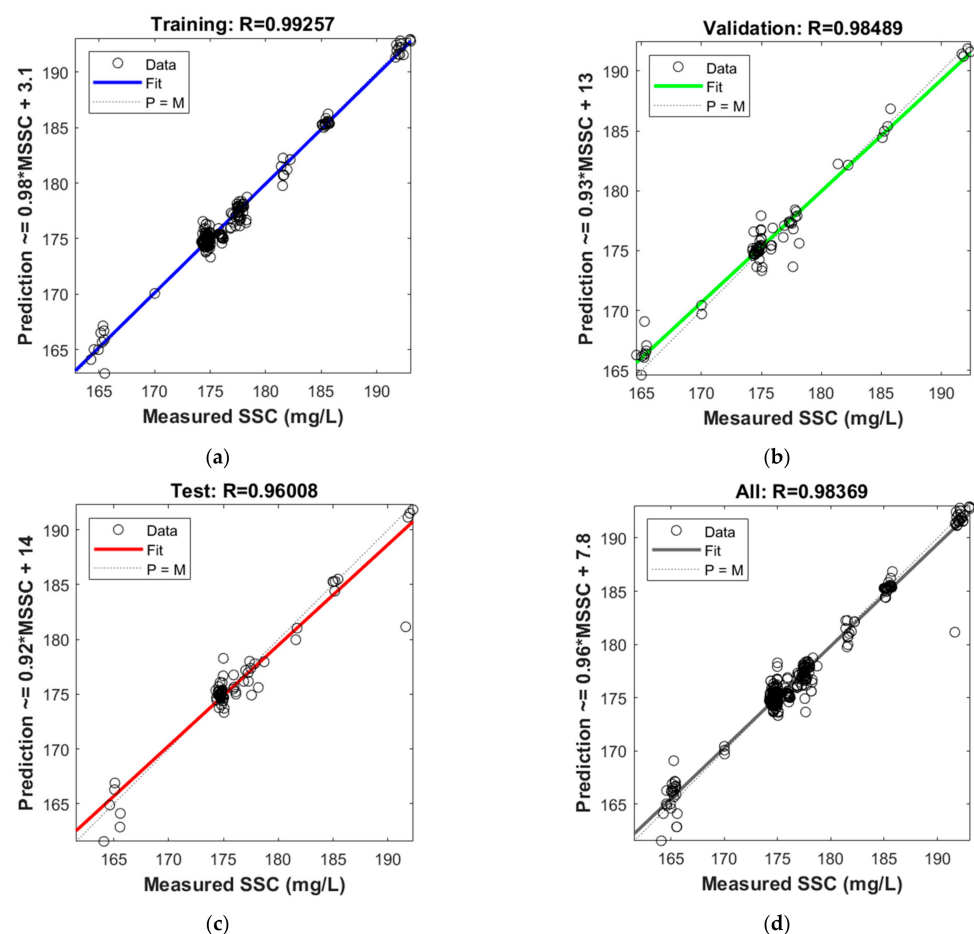 Training: R=0.99257
Prediction ~= 0.98*MSSC + 3.1
Data
Fit
P = M
190
185
180
175
170
165
165 170 175 180 185 190
Measured SSC (mg/L)
(a)
Validation: R=0.98489
Prediction ~= 0.93*MSSC + 13
Data
Fit
P = M
190
185
180
175
170
165
165 170 175 180 185 190
Mesaured SSC (mg/L)
(b)
Test: R=0.96008
Prediction ~= 0.92*MSSC + 14
Data
Fit
P = M
190
185
180
175
170
165
165 170 175 180 185 190
Measured SSC (mg/L)
(c)
All: R=0.98369
Prediction ~= 0.96*MSSC + 7.8
Data
Fit
P = M
190
185
180
175
170
165
165 170 175 180 185 190
Measured SSC (mg/L)
(d)